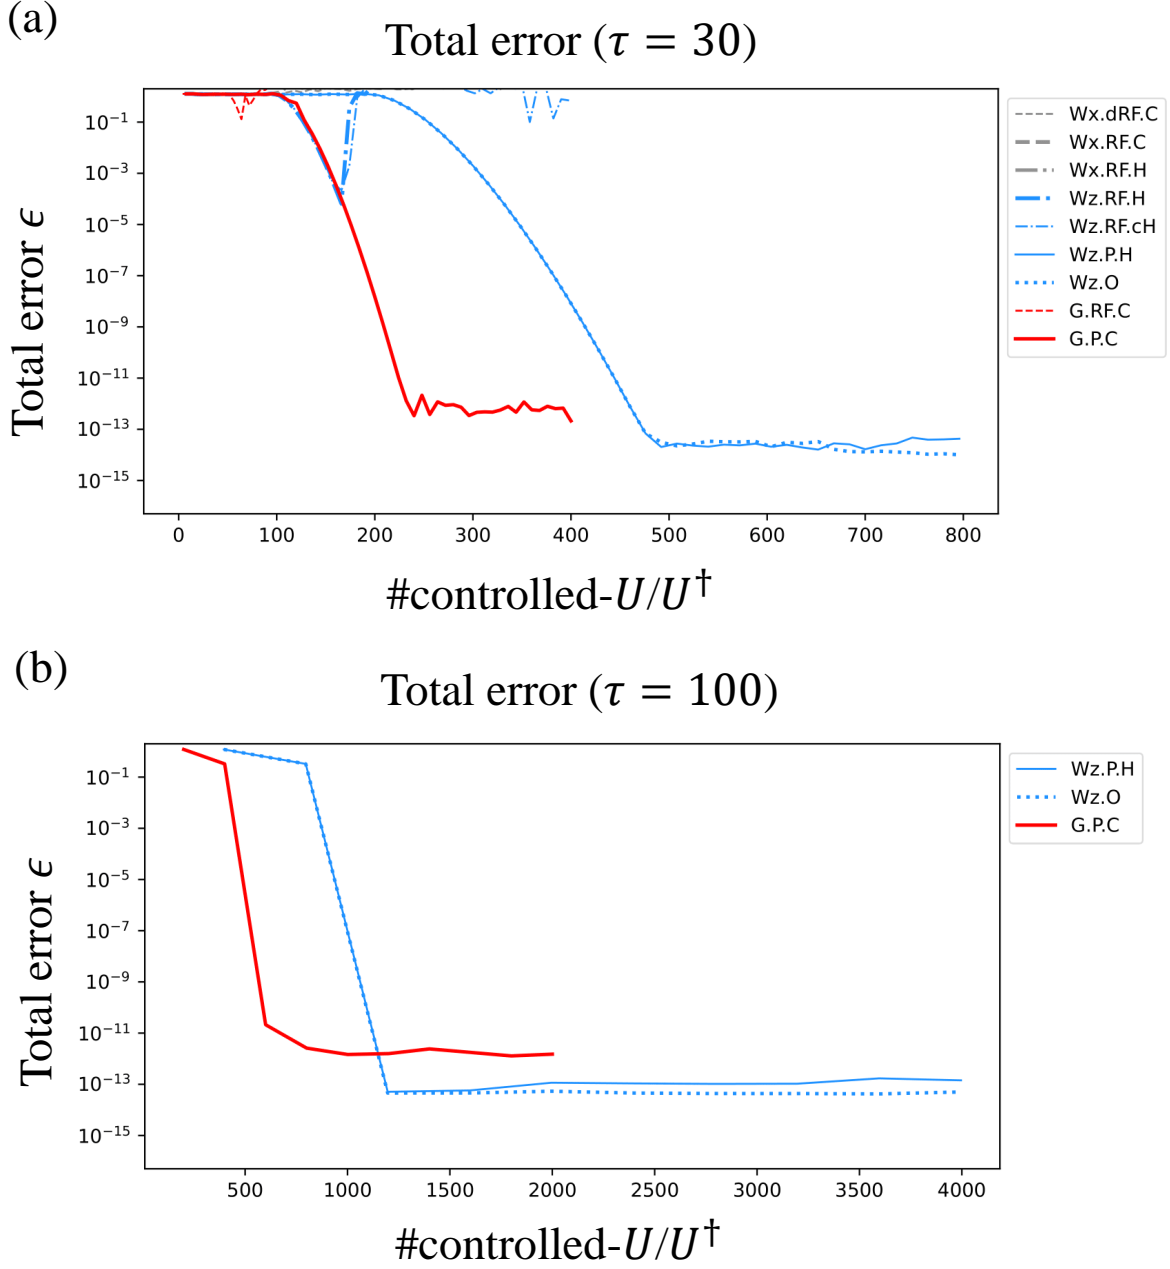 (a)
Total error (τ = 30)
Total error ϵ
10⁻¹
10⁻³
10⁻⁵
10⁻⁷
10⁻⁹
10⁻¹¹
10⁻¹³
10⁻¹⁵
0 100 200 300 400 500 600 700 800
#controlled-U/U†
Wx.dRF.C
Wx.RF.C
Wx.RF.H
Wz.RF.H
Wz.RF.cH
Wz.P.H
Wz.O
G.RF.C
G.P.C
(b)
Total error (τ = 100)
Total error ϵ
10⁻¹
10⁻³
10⁻⁵
10⁻⁷
10⁻⁹
10⁻¹¹
10⁻¹³
10⁻¹⁵
500 1000 1500 2000 2500 3000 3500 4000
#controlled-U/U†
Wz.P.H
Wz.O
G.P.C